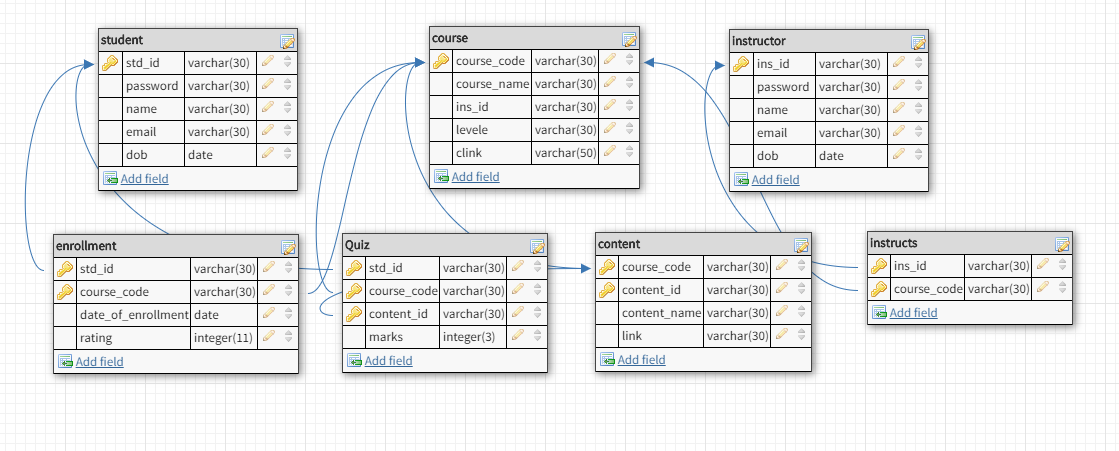 student
std_id varchar(30)
password varchar(30)
name varchar(30)
email varchar(30)
dob date
Add field
course
course_code varchar(30)
course_name varchar(30)
ins_id varchar(30)
levele varchar(30)
clink varchar(50)
Add field
instructor
ins_id varchar(30)
password varchar(30)
name varchar(30)
email varchar(30)
dob date
Add field
enrollment
std_id varchar(30)
course_code varchar(30)
date_of_enrollment date
rating integer(11)
Add field
Quiz
std_id varchar(30)
course_code varchar(30)
content_id varchar(30)
marks integer(3)
Add field
content
course_code varchar(30)
content_id varchar(30)
content_name varchar(30)
link varchar(30)
Add field
instructs
ins_id varchar(30)
course_code varchar(30)
Add field